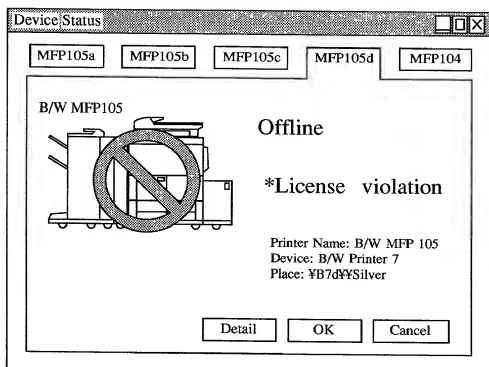 Device Status
MFP105a MFP105b MFP105c MFP105d MFP104
B/W MFP105
Offline
*License violation
Printer Name: B/W MFP 105
Device: B/W Printer 7
Place: ¥B7d¥¥Silver
Detail OK Cancel